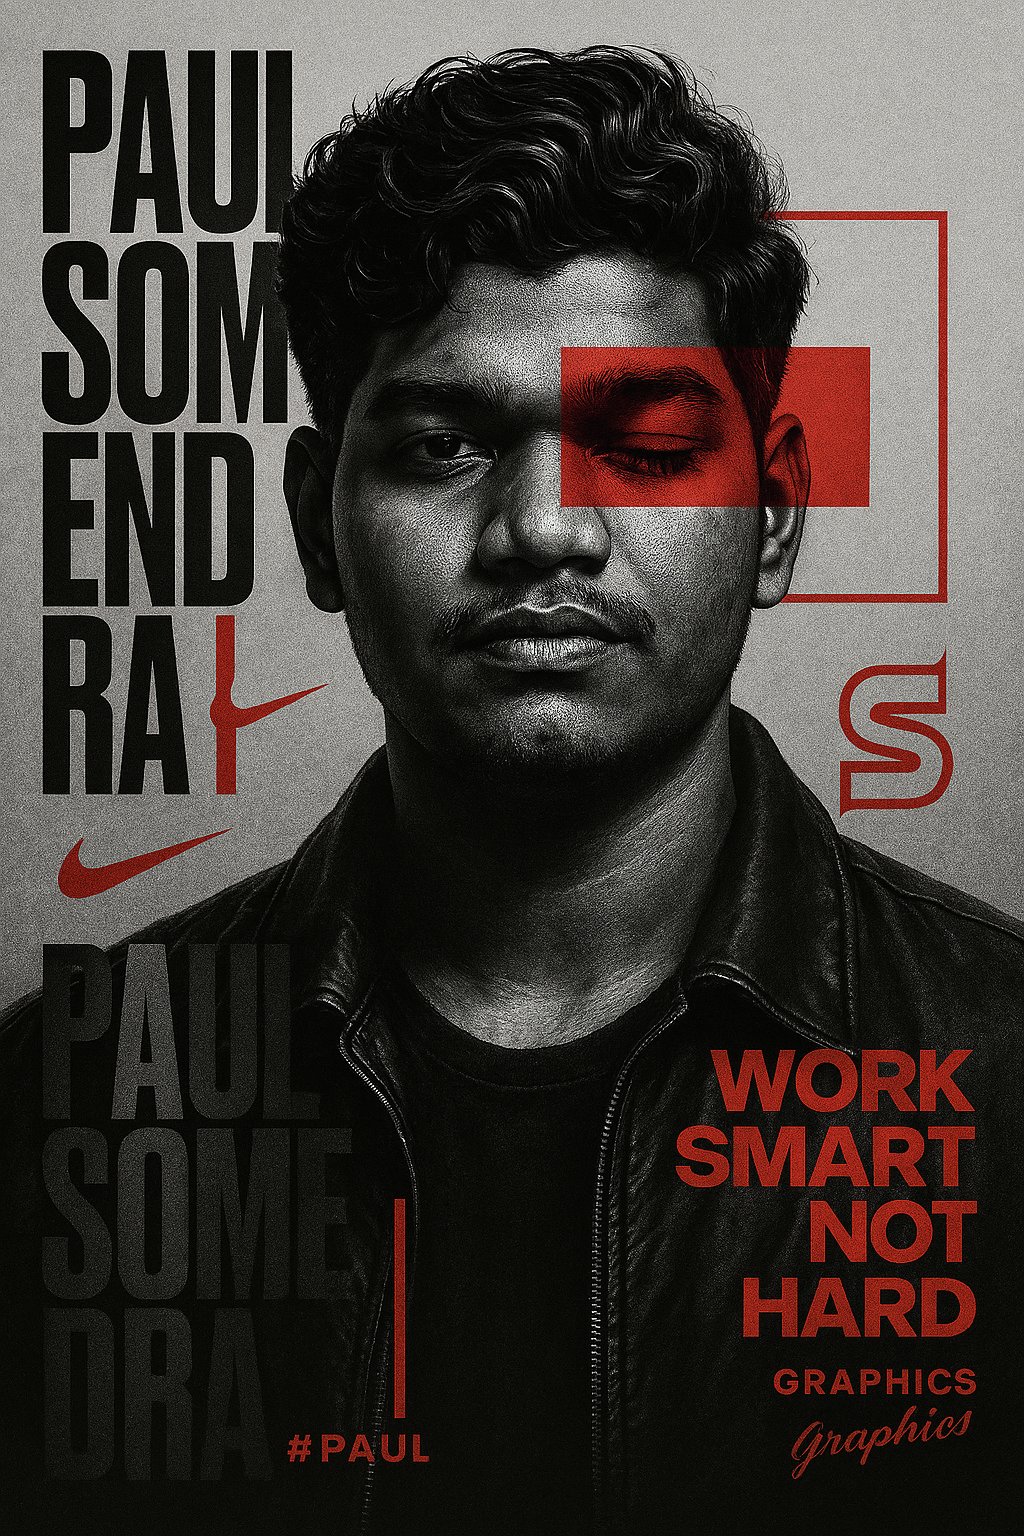 PAUL
SOM
END
RA
S
PAUL
SOME
DRA
#PAUL
WORK
SMART
NOT
HARD
GRAPHICS
Graphics